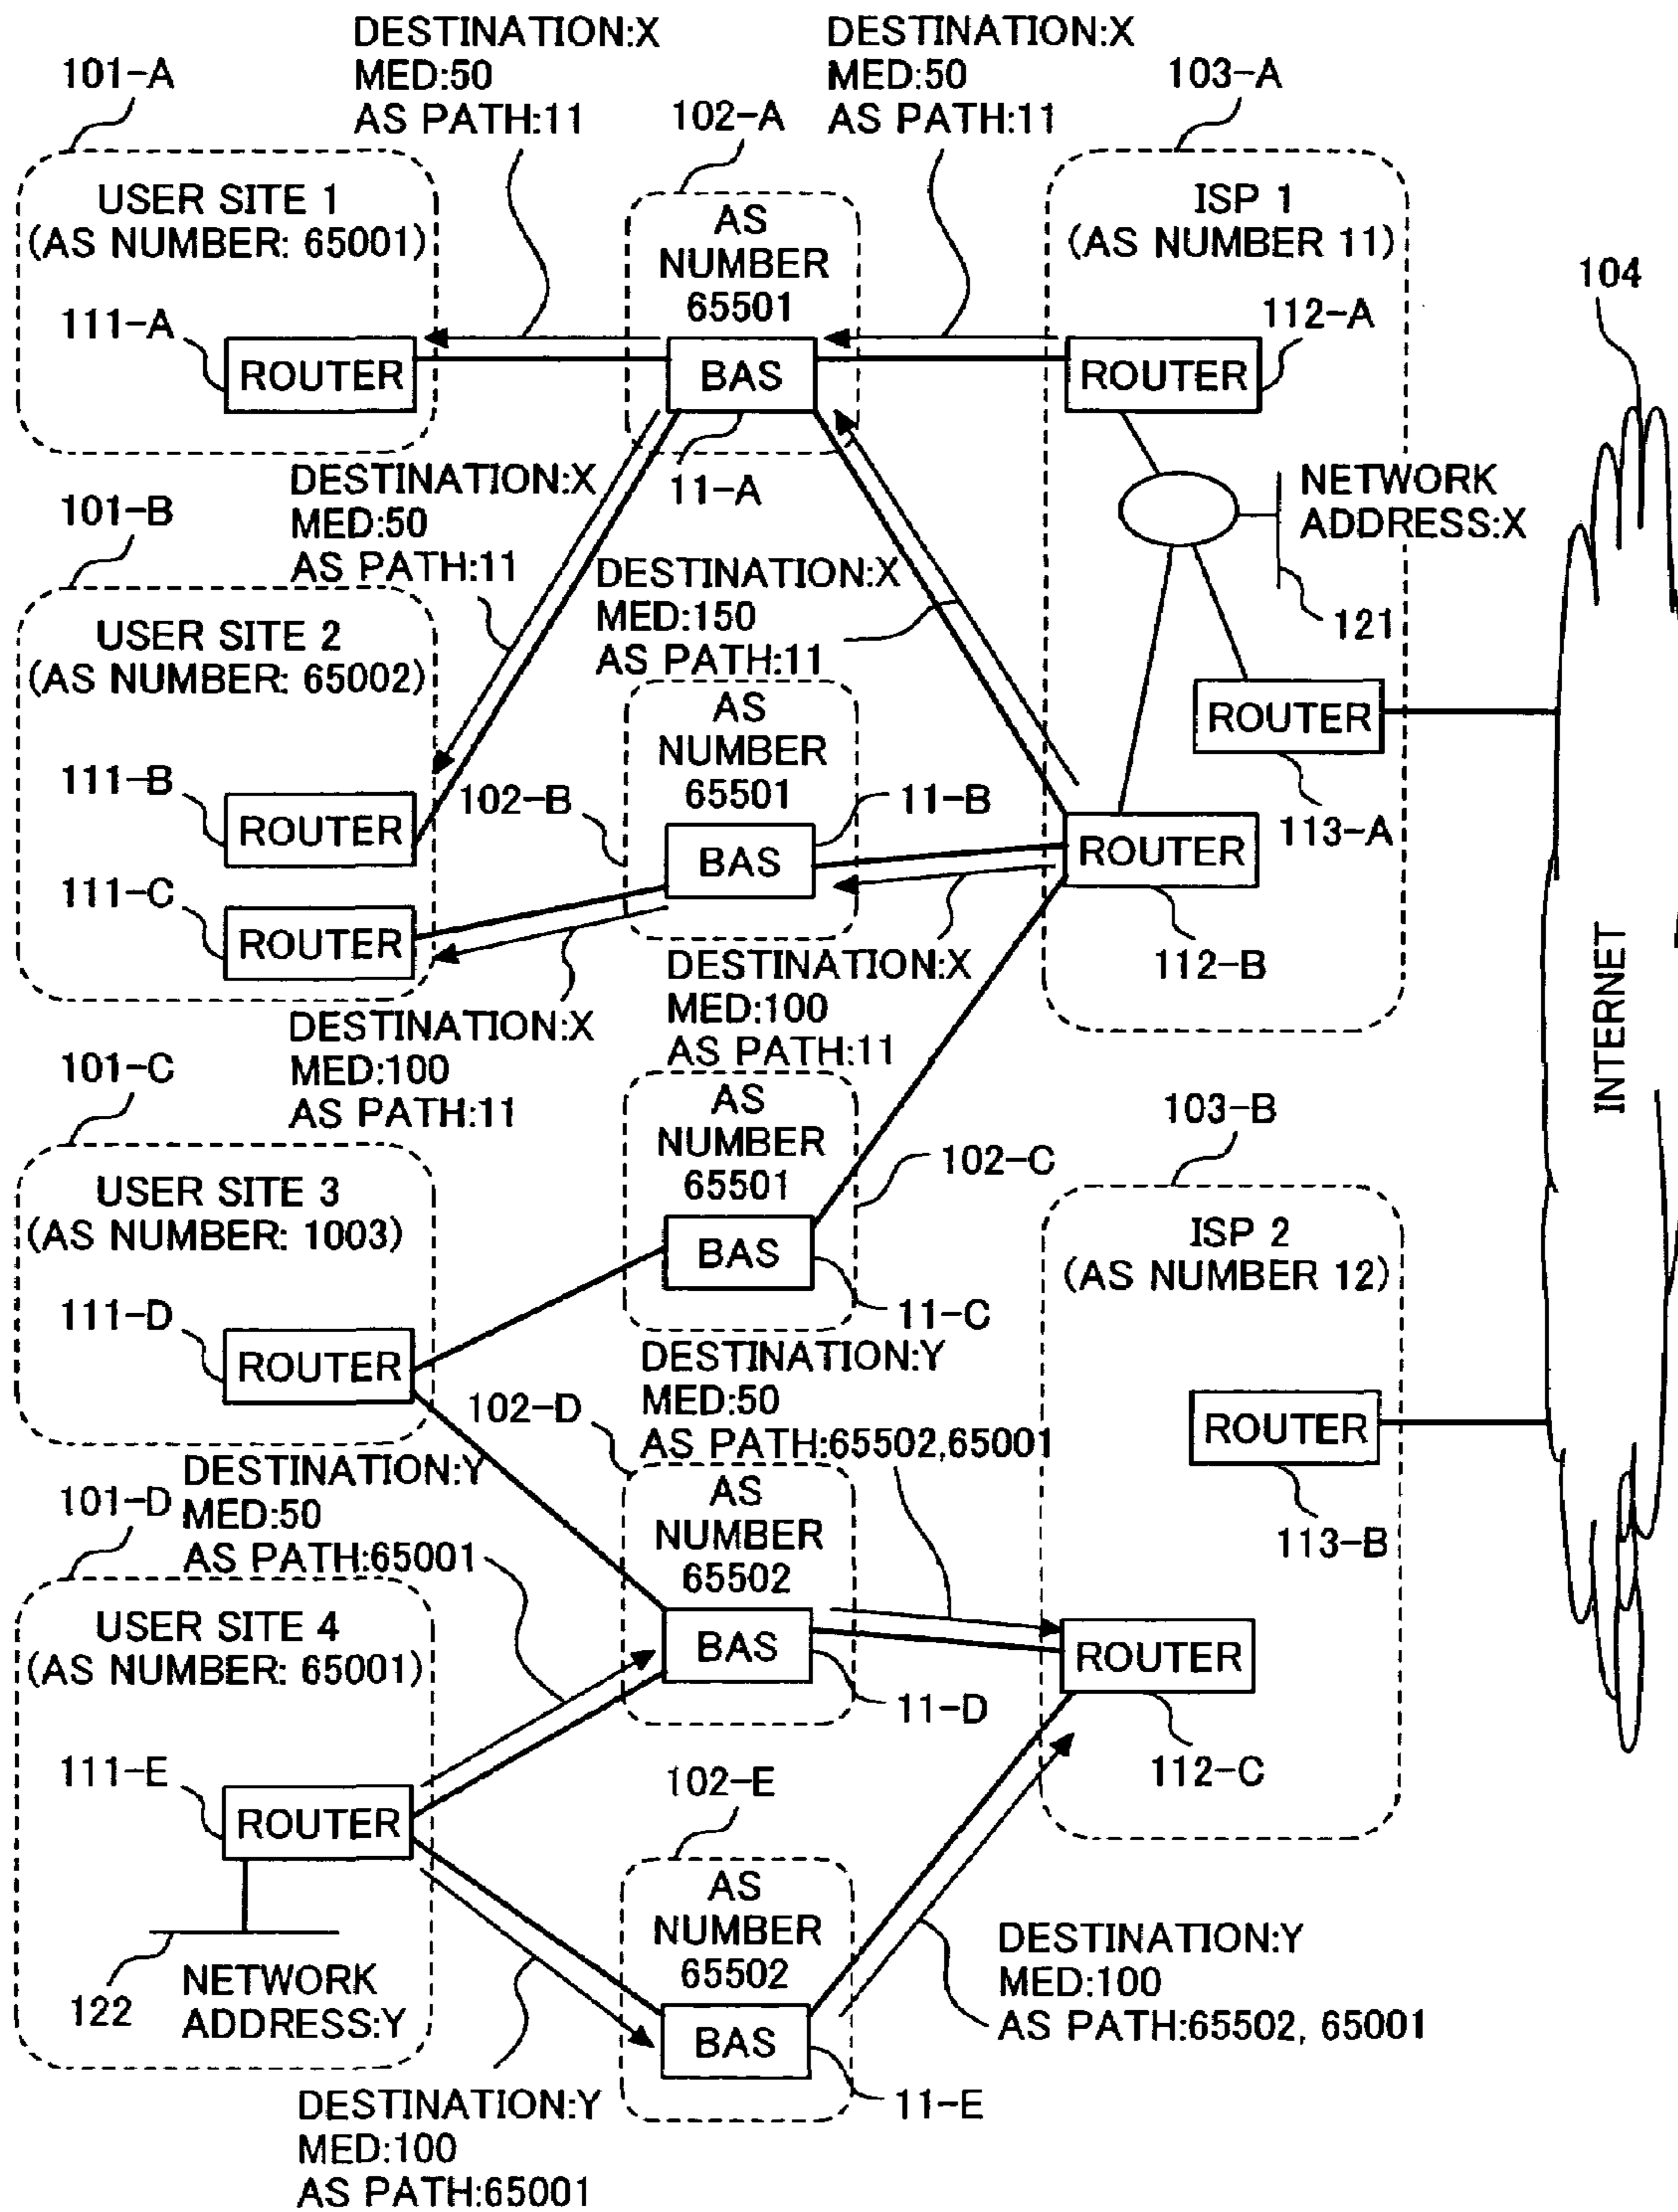 DESTINATION:X
MED:50
AS PATH:11
DESTINATION:X
MED:50
AS PATH:11
101-A
102-A
103-A
USER SITE 1
(AS NUMBER: 65001)
AS
NUMBER
65501
ISP 1
(AS NUMBER 11)
104
111-A
ROUTER
BAS
112-A
ROUTER
11-A
NETWORK
ADDRESS:X
121
DESTINATION:X
MED:50
AS PATH:11
101-B
DESTINATION:X
MED:150
AS PATH:11
USER SITE 2
(AS NUMBER: 65002)
AS
NUMBER
65501
ROUTER
113-A
111-B
ROUTER
102-B
11-B
BAS
ROUTER
112-B
111-C
ROUTER
DESTINATION:X
MED:100
AS PATH:11
DESTINATION:X
MED:100
AS PATH:11
INTERNET
101-C
AS
NUMBER
65501
102-C
103-B
USER SITE 3
(AS NUMBER: 1003)
BAS
11-C
ISP 2
(AS NUMBER 12)
111-D
ROUTER
DESTINATION:Y
MED:50
AS PATH:65502,65001
102-D
ROUTER
113-B
DESTINATION:Y
MED:50
AS PATH:65001
101-D
AS
NUMBER
65502
USER SITE 4
(AS NUMBER: 65001)
BAS
11-D
ROUTER
112-C
111-E
ROUTER
102-E
AS
NUMBER
65502
122
NETWORK
ADDRESS:Y
BAS
11-E
DESTINATION:Y
MED:100
AS PATH:65502, 65001
DESTINATION:Y
MED:100
AS PATH:65001